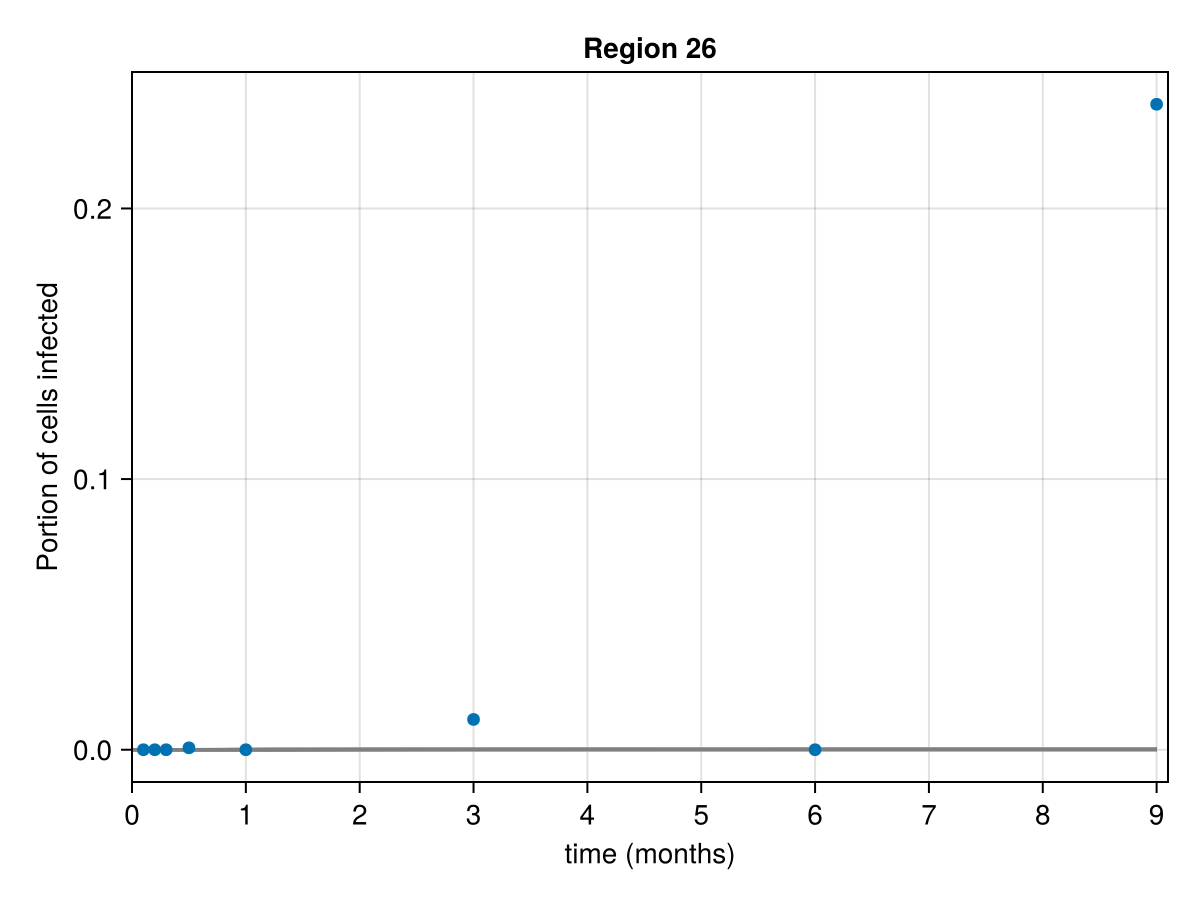 Region 26
Portion of cells infected
0.2
0.1
0.0
0 1 2 3 4 5 6 7 8 9
time (months)